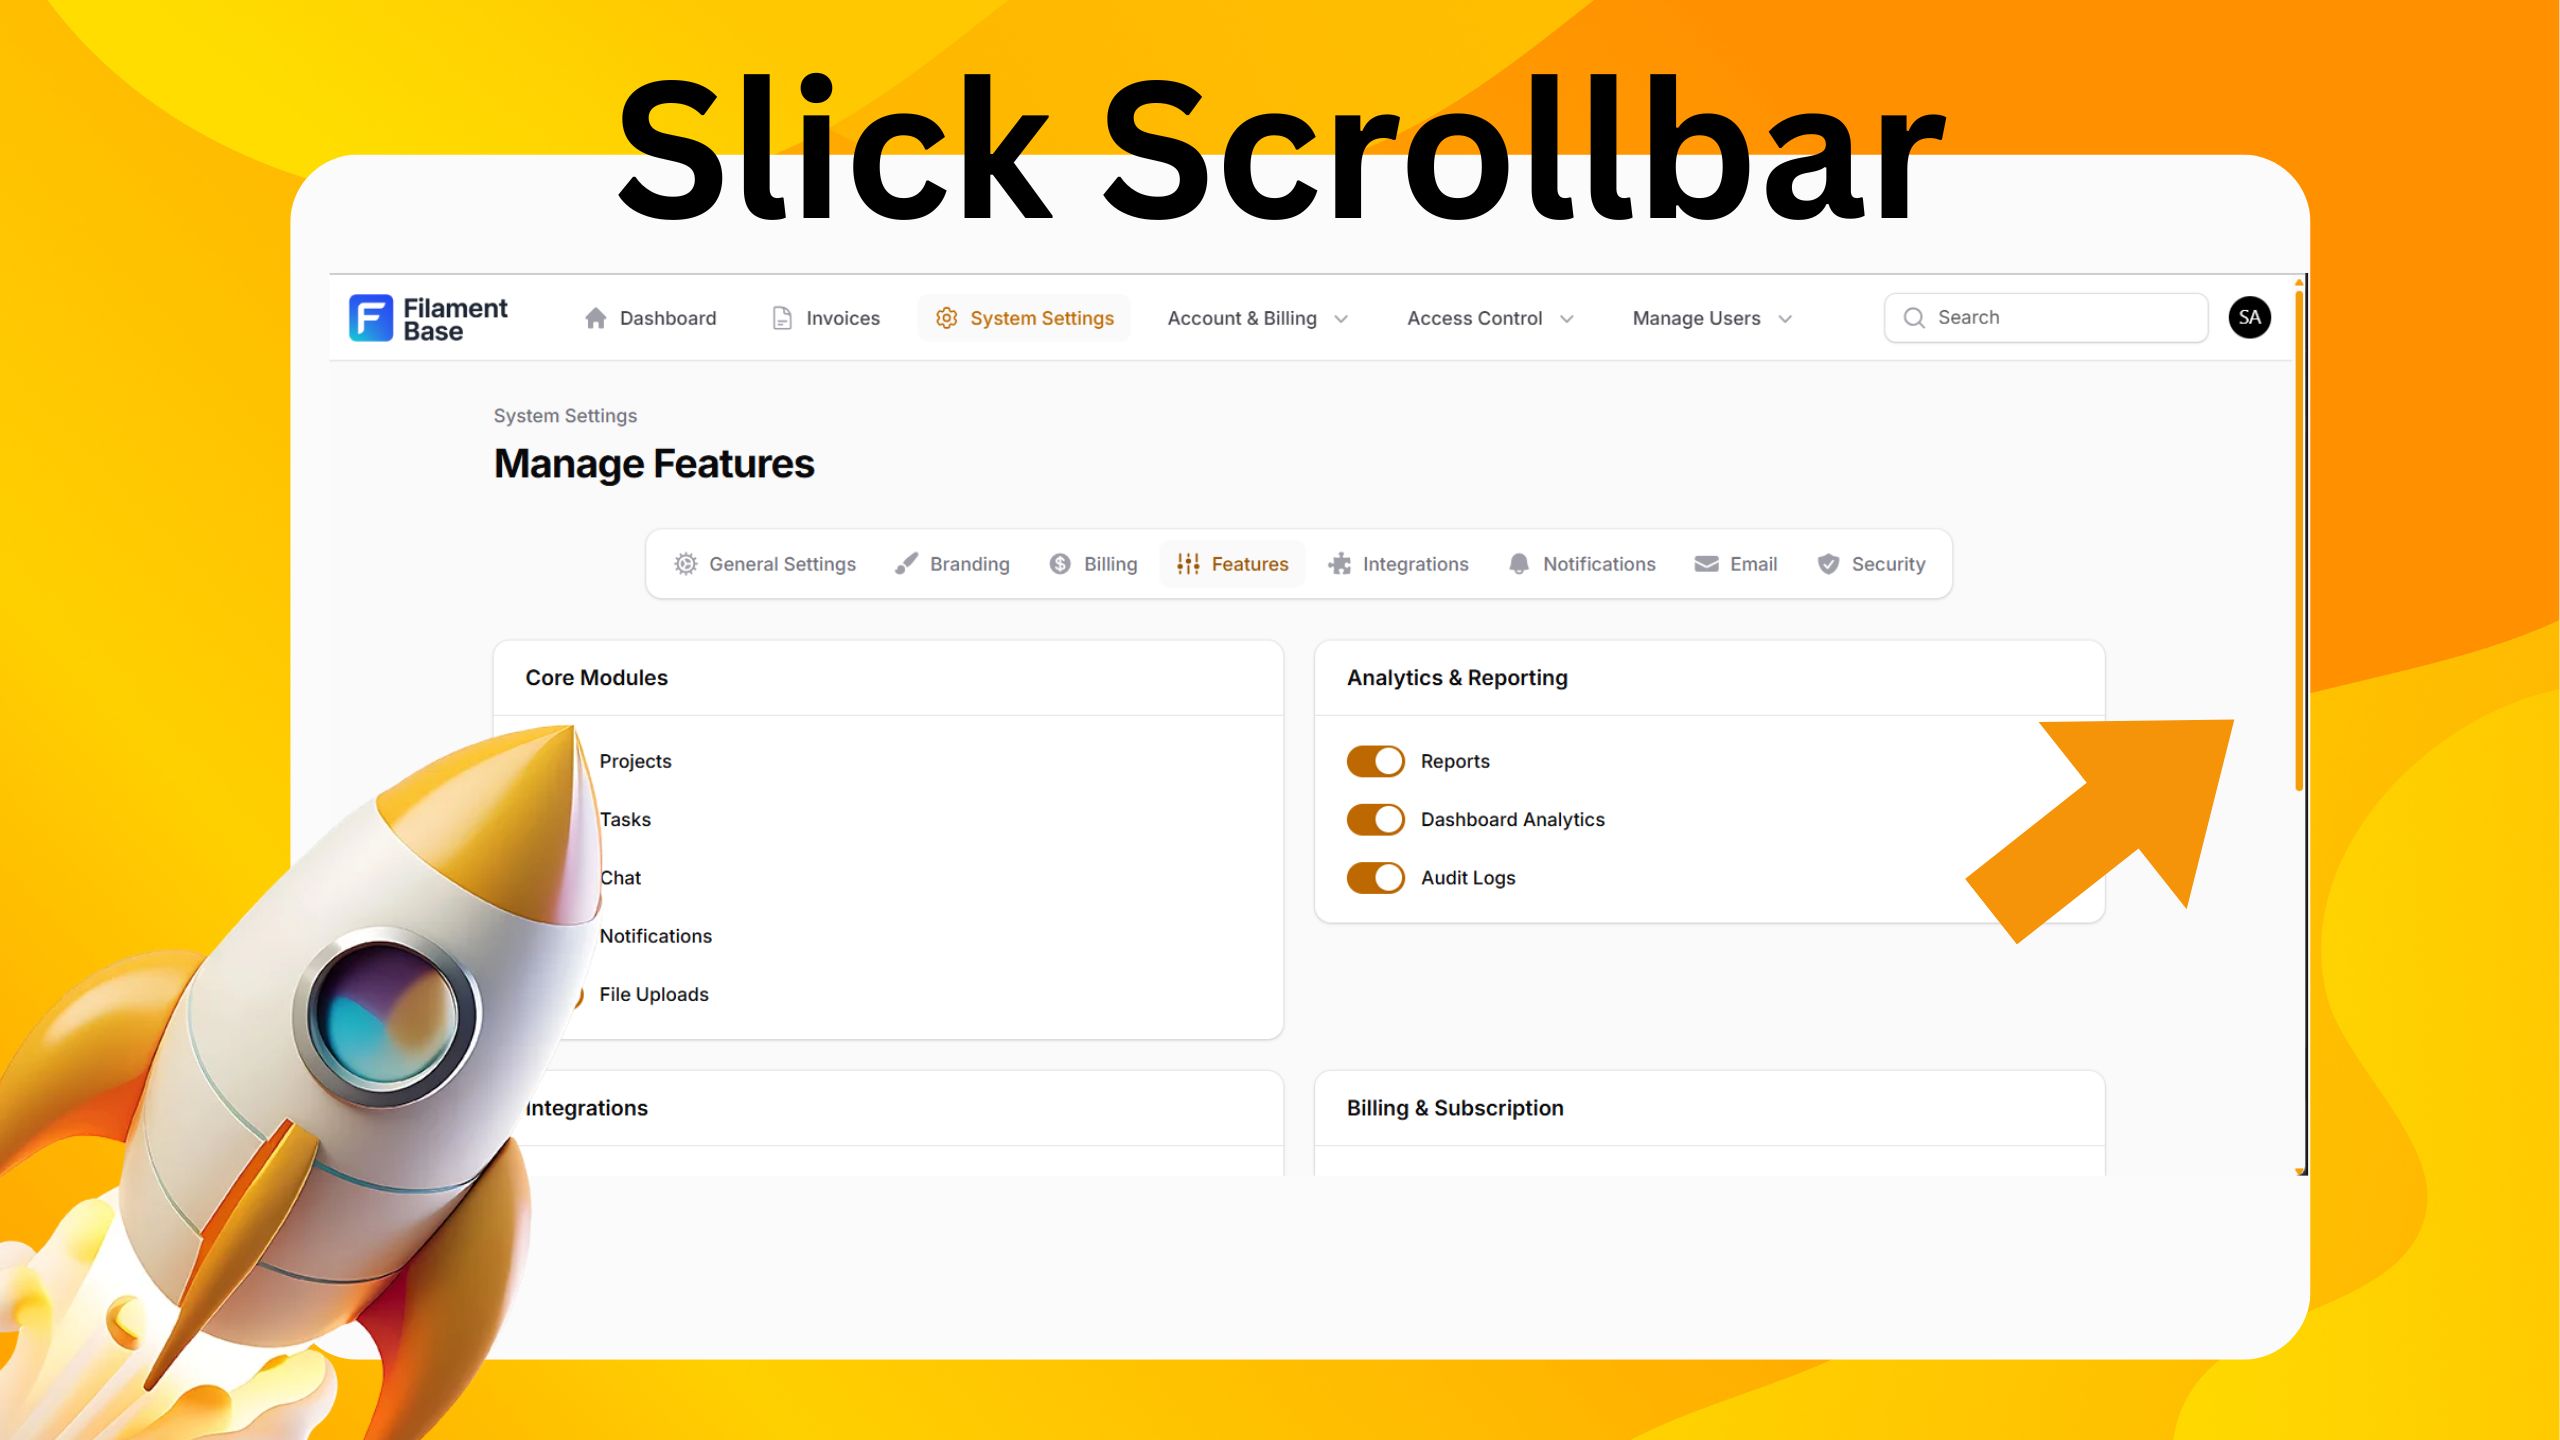 Slick Scrollbar
Filament
Base
Dashboard
Invoices
System Settings
Account & Billing
Access Control
Manage Users
Search
SA
System Settings
Manage Features
General Settings
Branding
Billing
Features
Integrations
Notifications
Email
Security
Core Modules
Projects
Tasks
Chat
Notifications
File Uploads
Analytics & Reporting
Reports
Dashboard Analytics
Audit Logs
Integrations
Billing & Subscription